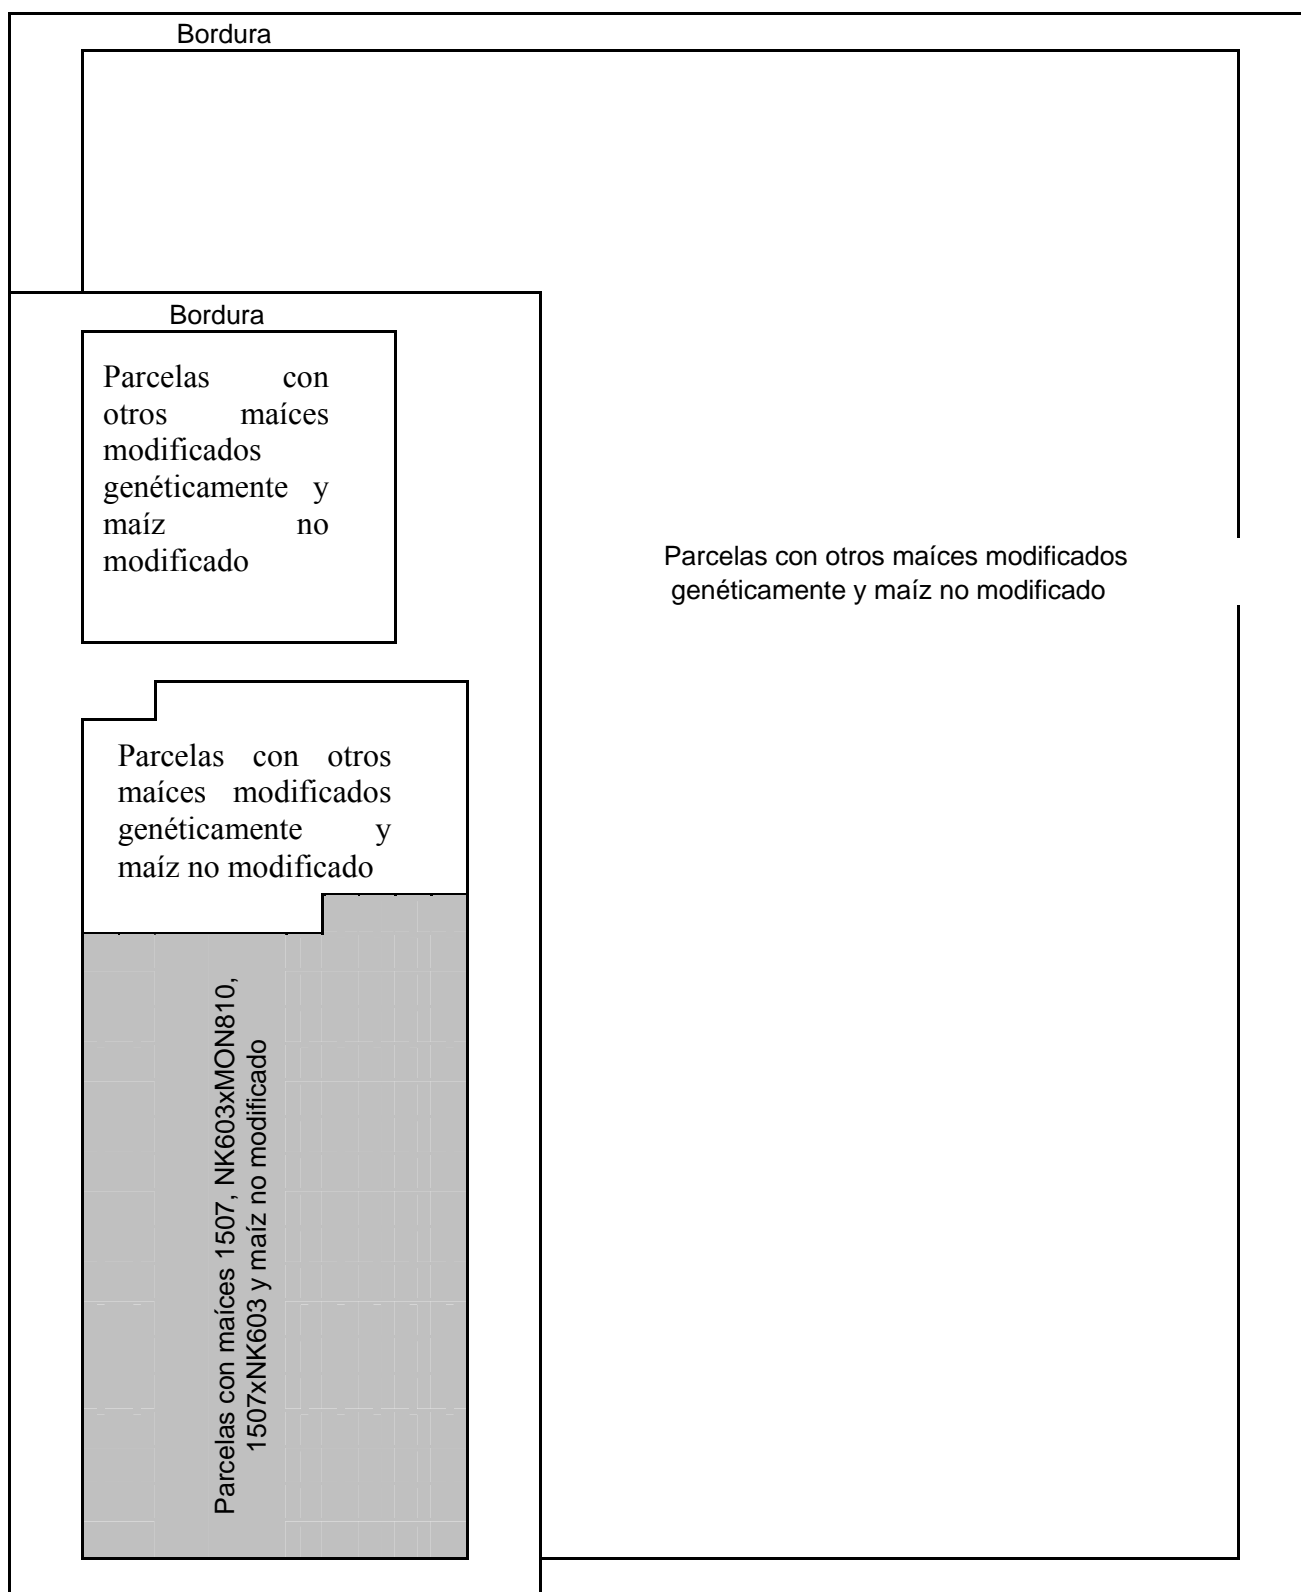 Bordura
Bordura
Parcelas con
otros maíces
modificados
genéticamente y
maíz no
modificado
Parcelas con otros maíces modificados
genéticamente y maíz no modificado
Parcelas con otros
maíces modificados
genéticamente y
maíz no modificado
Parcelas con maíces 1507, NK603xMON810,
1507xNK603 y maíz no modificado